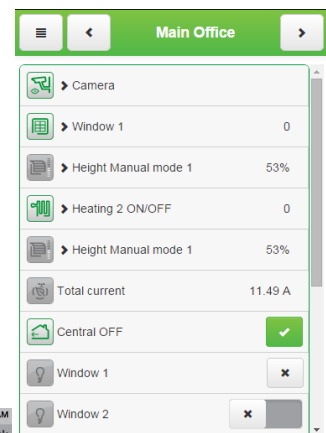 Main Office
Camera
Window 1 0
Height Manual mode 1 53%
Heating 2 ON/OFF 0
Height Manual mode 1 53%
Total current 11.49 A
Central OFF
Window 1
Window 2
AM